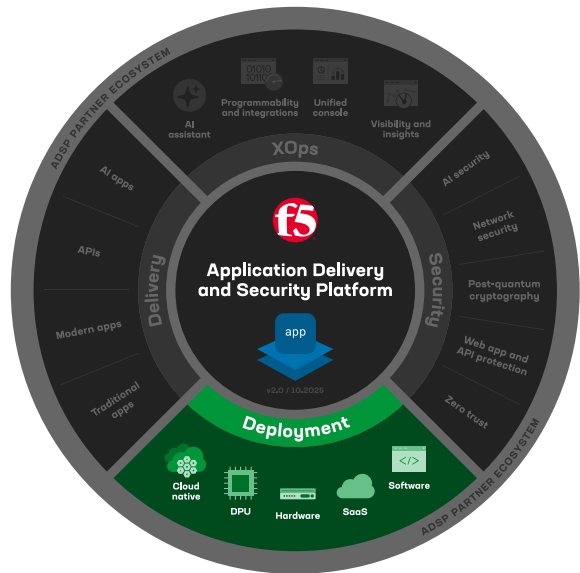 ADSP PARTNER ECOSYSTEM
01010
1011
AI
assistant
Programmability
and integrations
Unified
console
Visibility and
insights
XOps
AI apps
APIs
Modern apps
Traditional
apps
Delivery
f5
Application Delivery
and Security Platform
app
v2.0 / 10.2025
Security
AI security
Network
security
Post-quantum
cryptography
Web app and
API protection
Zero trust
Deployment
Cloud
native
DPU
Hardware
SaaS
</>
Software
ADSP PARTNER ECOSYSTEM